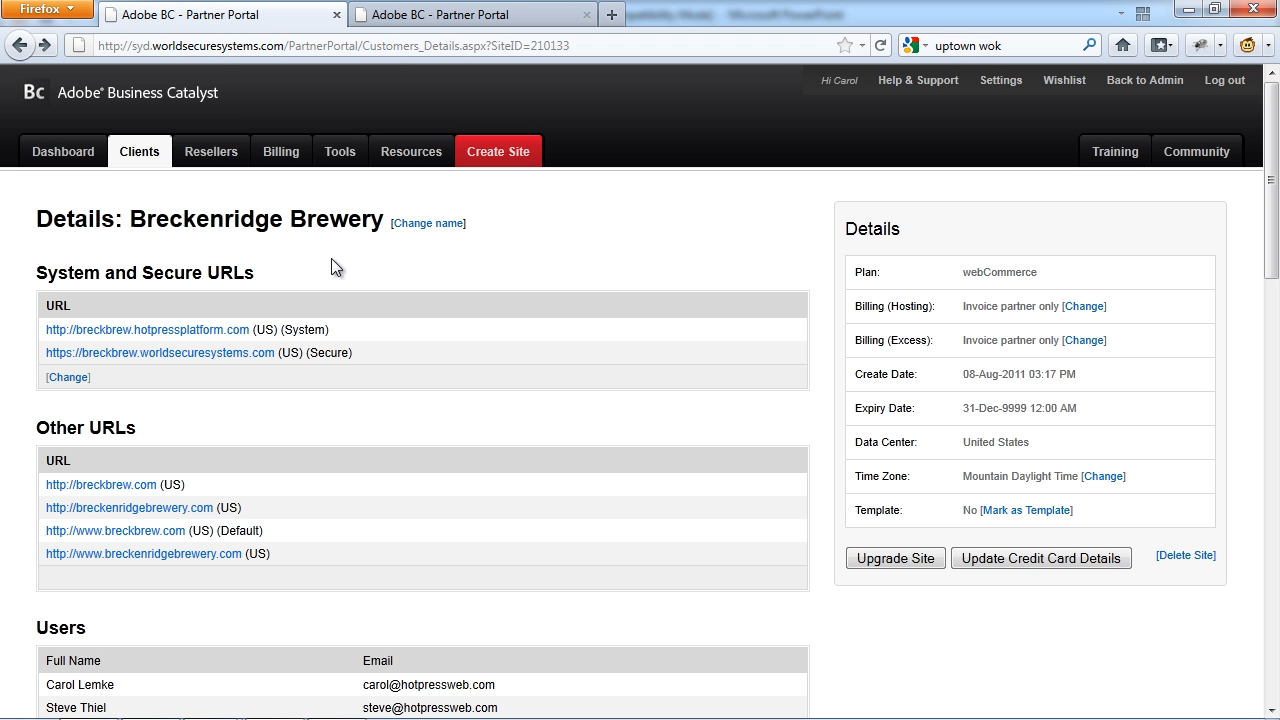 Firefox
Adobe BC - Partner Portal
Adobe BC - Partner Portal
http://syd.worldsecuresystems.com/PartnerPortal/Customers_Details.aspx?SiteID=210133
uptown wok
Bc Adobe® Business Catalyst
Hi Carol Help & Support Settings Wishlist Back to Admin Log out
Dashboard Clients Resellers Billing Tools Resources Create Site Training Community
Details: Breckenridge Brewery [Change name]
System and Secure URLs
URL
http://breckbrew.hotpressplatform.com (US) (System)
https://breckbrew.worldsecuresystems.com (US) (Secure)
[Change]
Other URLs
URL
http://breckbrew.com (US)
http://breckenridgebrewery.com (US)
http://www.breckbrew.com (US) (Default)
http://www.breckenridgebrewery.com (US)
Users
Full Name Email
Carol Lemke carol@hotpressweb.com
Steve Thiel steve@hotpressweb.com
Details
Plan: webCommerce
Billing (Hosting): Invoice partner only [Change]
Billing (Excess): Invoice partner only [Change]
Create Date: 08-Aug-2011 03:17 PM
Expiry Date: 31-Dec-9999 12:00 AM
Data Center: United States
Time Zone: Mountain Daylight Time [Change]
Template: No [Mark as Template]
Upgrade Site Update Credit Card Details [Delete Site]